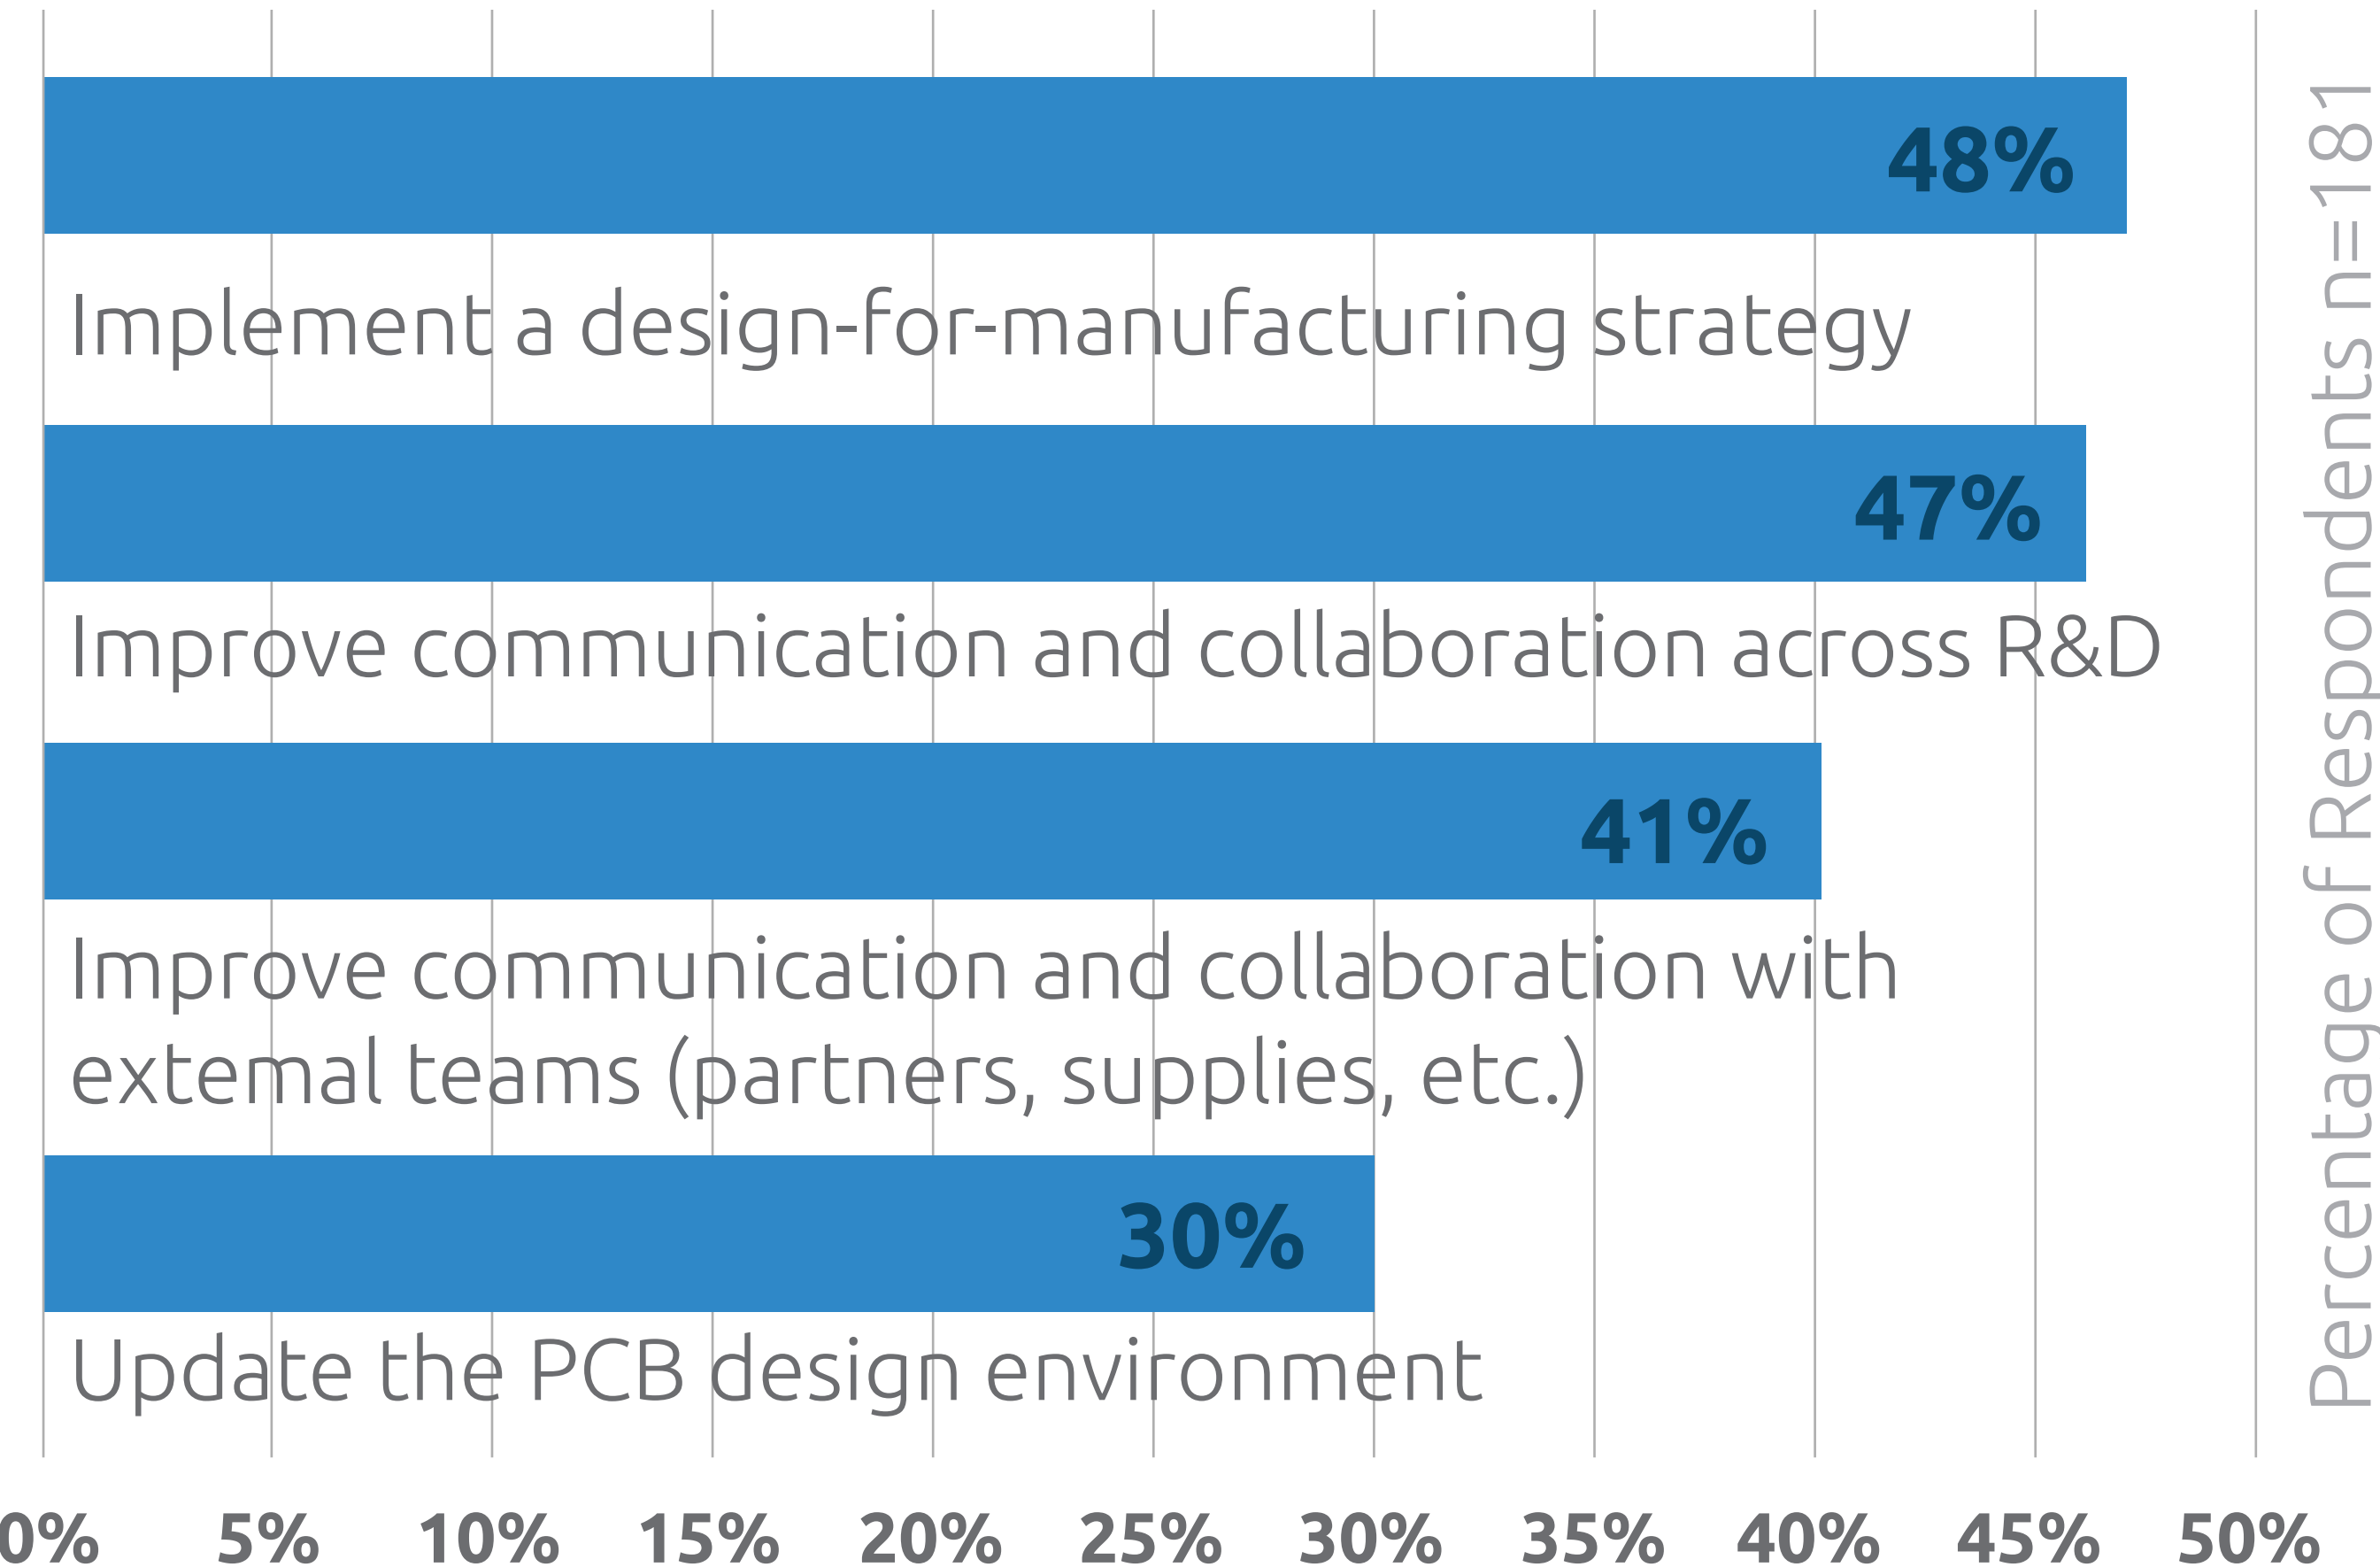 48%
Implement a design-for-manufacturing strategy
47%
Improve communication and collaboration across R&D
41%
Improve communication and collaboration with
external teams (partners, supplies, etc.)
30%
Update the PCB design environment
0% 5% 10% 15% 20% 25% 30% 35% 40% 45% 50%
Percentage of Respondents n=181